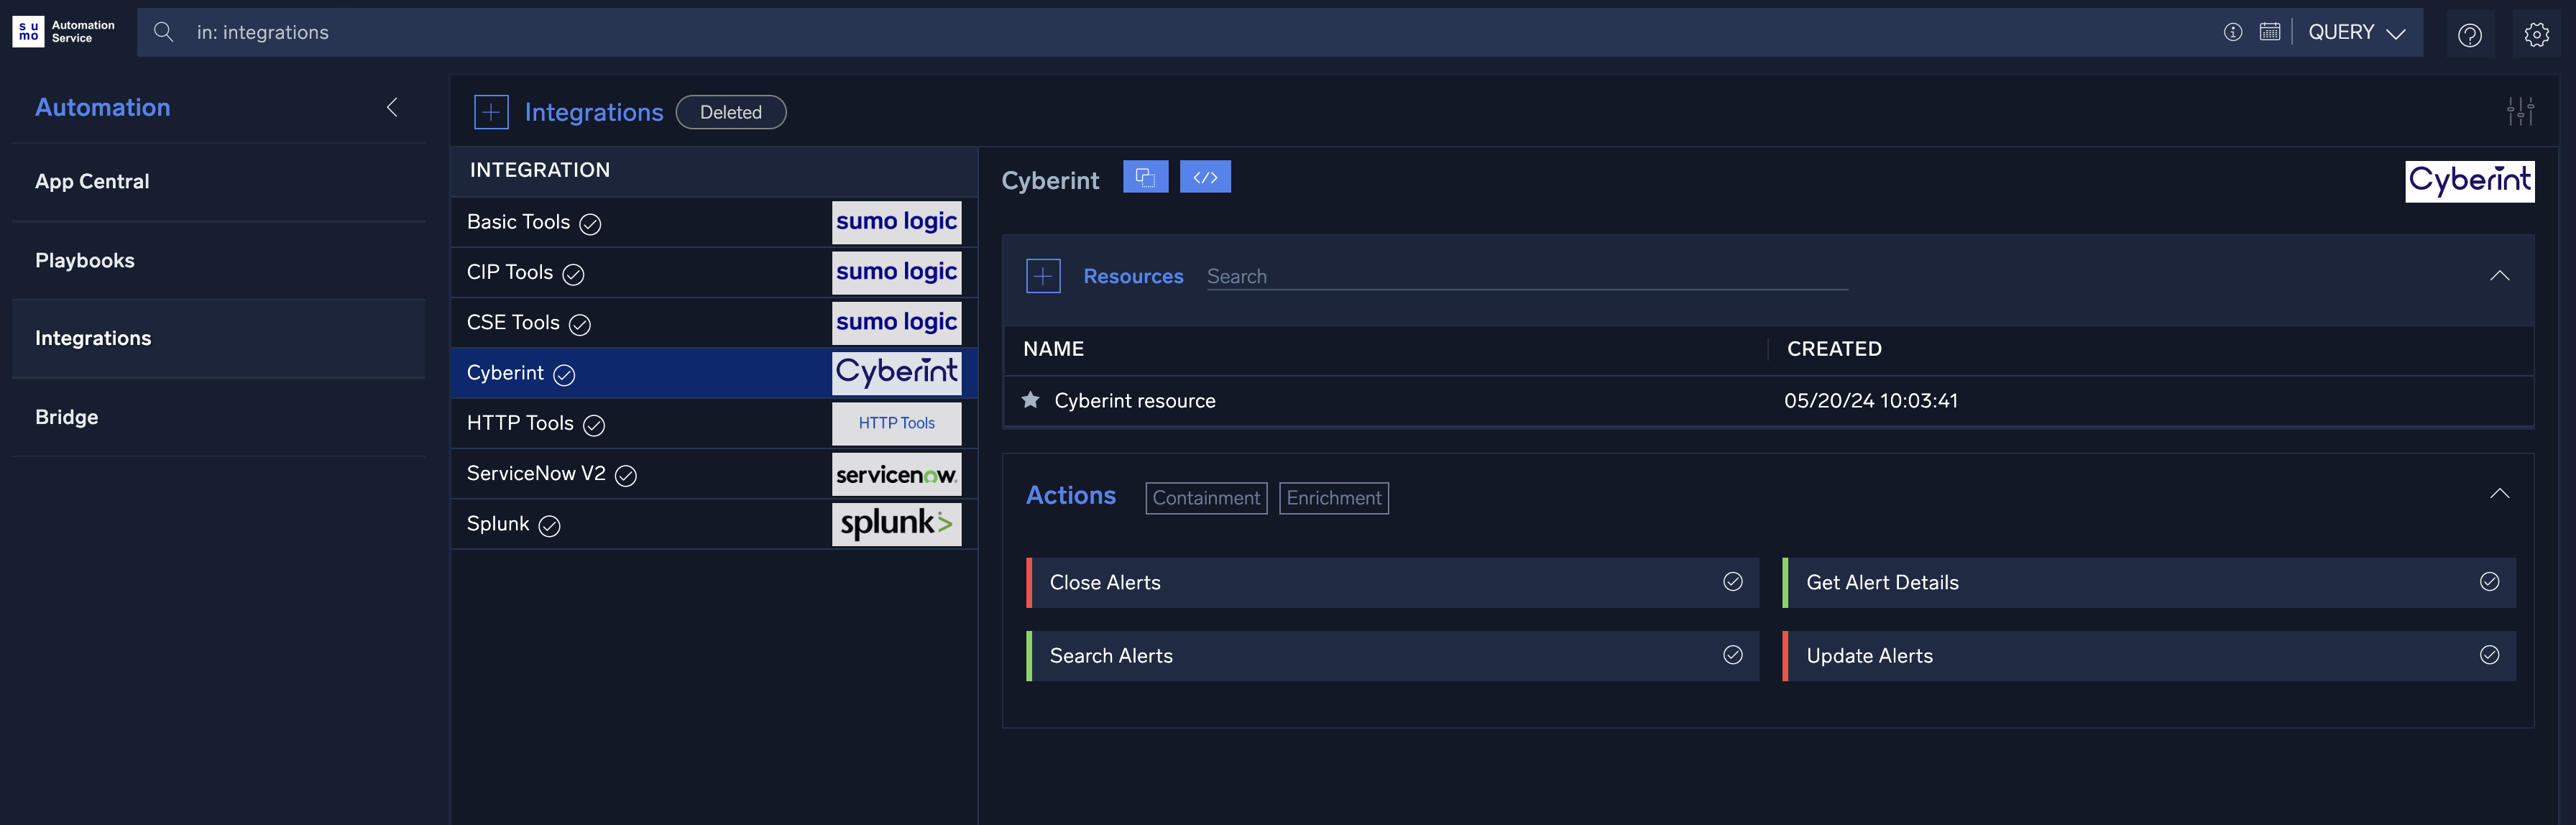 su
mo
Automation
Service
in: integrations
QUERY
Automation
App Central
Playbooks
Integrations
Bridge
Integrations
Deleted
INTEGRATION
Basic Tools
sumo logic
CIP Tools
sumo logic
CSE Tools
sumo logic
Cyberint
Cyberint
HTTP Tools
HTTP Tools
ServiceNow V2
servicenow
Splunk
splunk>
Cyberint
</>
Cyberint
Resources
Search
NAME
CREATED
Cyberint resource
05/20/24 10:03:41
Actions
Containment
Enrichment
Close Alerts
Get Alert Details
Search Alerts
Update Alerts